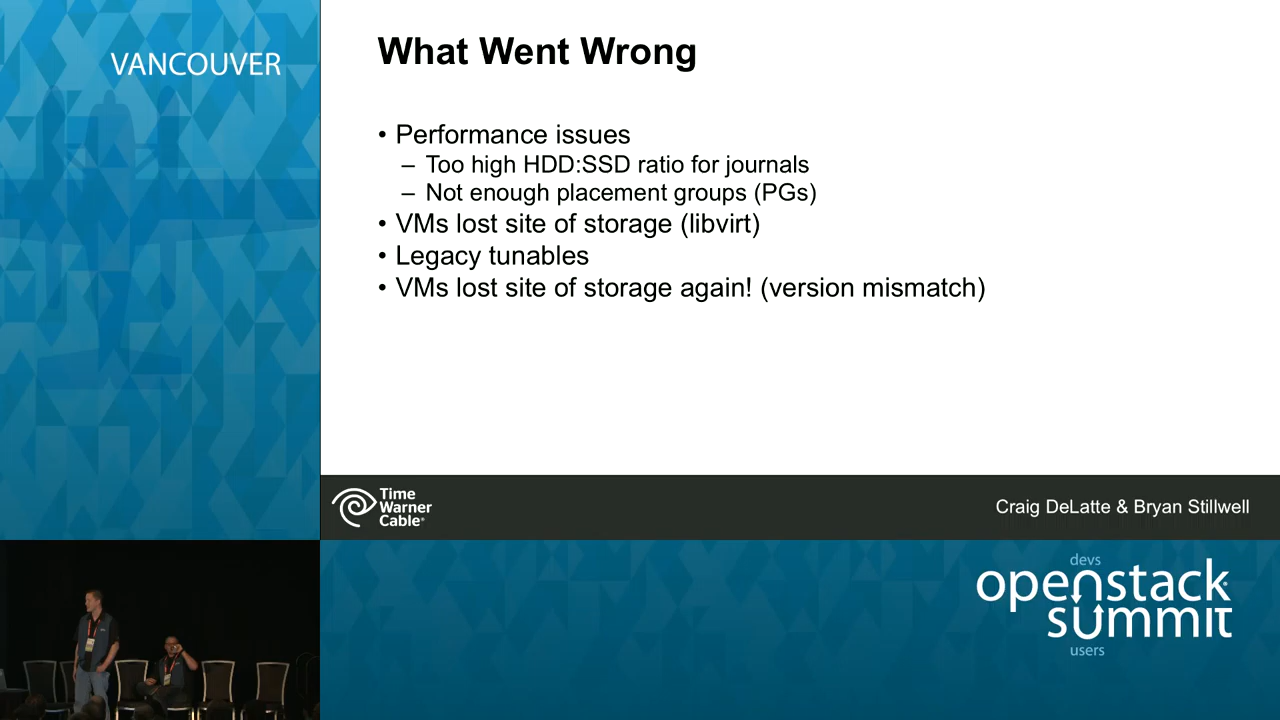 VANCOUVER
What Went Wrong
• Performance issues
– Too high HDD:SSD ratio for journals
– Not enough placement groups (PGs)
• VMs lost site of storage (libvirt)
• Legacy tunables
• VMs lost site of storage again! (version mismatch)
Time
Warner
Cable®
Craig DeLatte & Bryan Stillwell
devs
openstack
summit
users